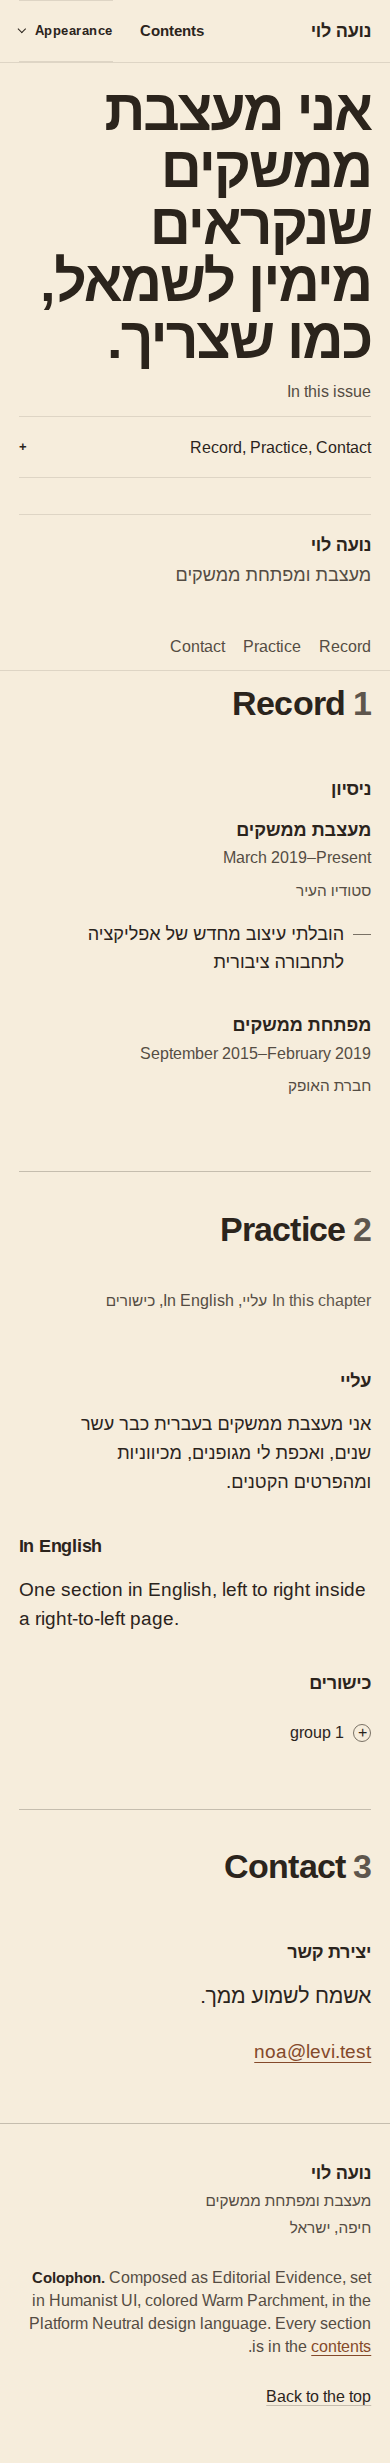 נועה לוי
Contents
Appearance
אני מעצבת
ממשקים
שנקראים
מימין לשמאל,
כמו שצריך.
In this issue
Record, Practice, Contact
+
נועה לוי
מעצבת ומפתחת ממשקים
Record Practice Contact
1 Record
ניסיון
מעצבת ממשקים
March 2019–Present
סטודיו העיר
— הובלתי עיצוב מחדש של אפליקציה
לתחבורה ציבורית
מפתחת ממשקים
September 2015–February 2019
חברת האופק
2 Practice
In this chapter עליי, In English, כישורים
עליי
אני מעצבת ממשקים בעברית כבר עשר
שנים, ואכפת לי מגופנים, מכיווניות
ומהפרטים הקטנים.
In English
One section in English, left to right inside
a right-to-left page.
כישורים
+ group 1
3 Contact
יצירת קשר
אשמח לשמוע ממך.
noa@levi.test
נועה לוי
מעצבת ומפתחת ממשקים
חיפה, ישראל
Colophon. Composed as Editorial Evidence, set
in Humanist UI, colored Warm Parchment, in the
Platform Neutral design language. Every section
is in the contents.
Back to the top